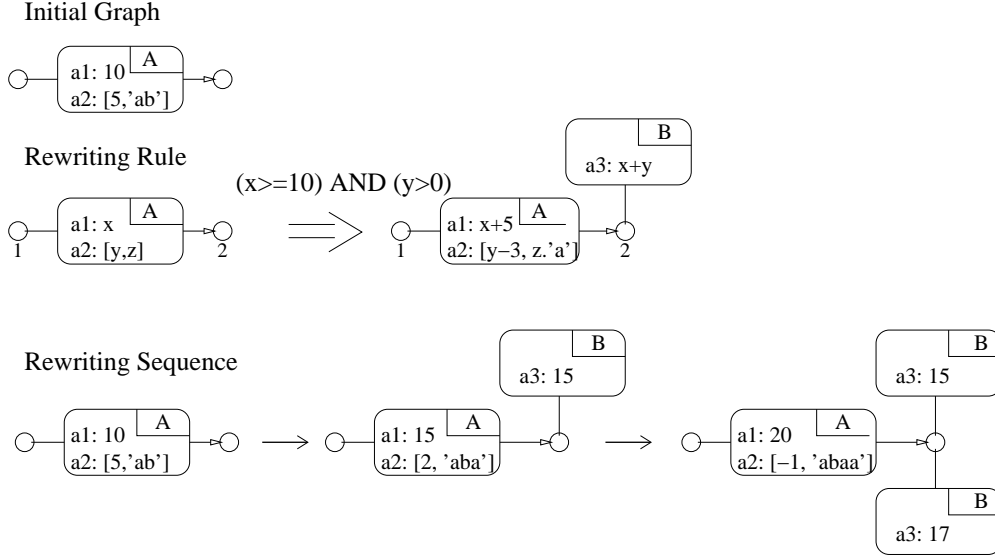 Initial Graph
A
a1: 10
a2: [5,'ab']
B
a3: x+y
Rewriting Rule
(x>=10) AND (y>0)
A
a1: x
a2: [y,z]
1
2
A
a1: x+5
a2: [y−3, z.'a']
1
2
Rewriting Sequence
B
a3: 15
B
a3: 15
A
a1: 10
a2: [5,'ab']
A
a1: 15
a2: [2, 'aba']
A
a1: 20
a2: [−1, 'abaa']
B
a3: 17